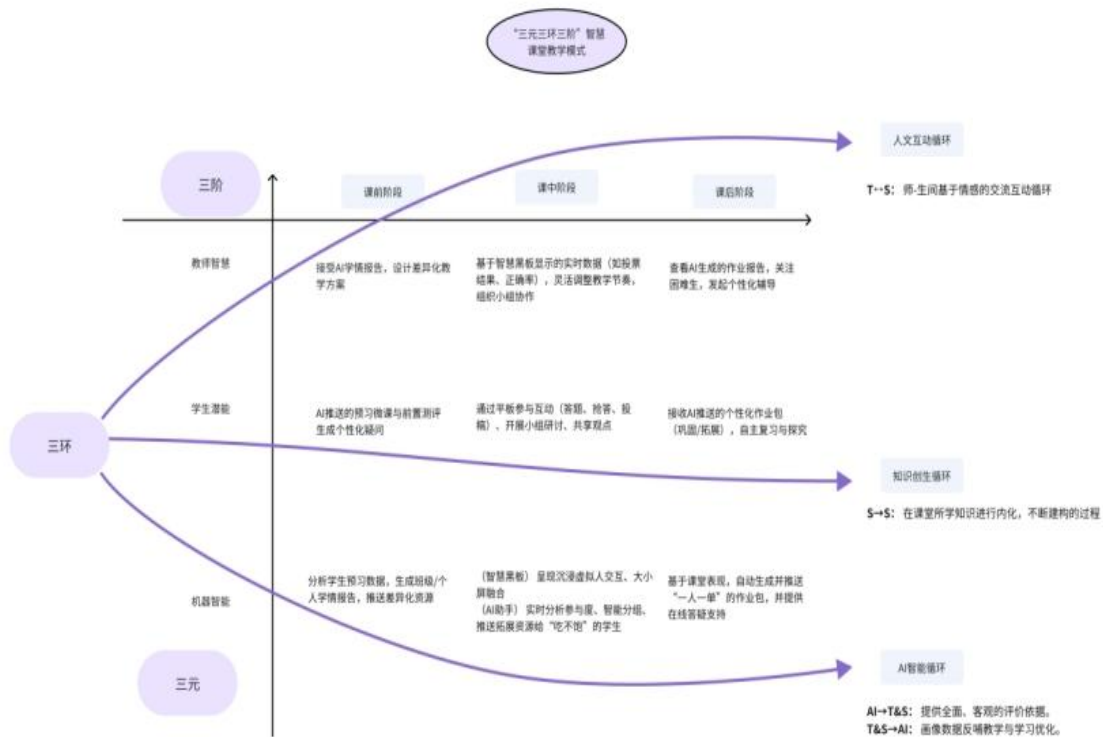 “三元三环三阶”智慧
课堂教学模式
人文互动循环
T↔S：师-生间基于情感的交流互动循环
三阶
课前阶段
课中阶段
课后阶段
教师智慧
接受AI学情报告，设计差异化教
学方案
基于智慧黑板显示的实时数据（如投票
结果、正确率），灵活调整教学节奏，
组织小组协作
查看AI生成的作业报告，关注
困难生，发起个性化辅导
学生潜能
AI推送的预习微课与前置测评
生成个性化疑问
通过平板参与互动（答题、抢答、投
稿）、开展小组研讨、共享观点
接收AI推送的个性化作业包
（巩固/拓展），自主复习与探究
三环
知识创生循环
S→S：在课堂所学知识进行内化，不断建构的过程
机器智能
分析学生预习数据，生成班级/个
人学情报告，推送差异化资源
（智慧黑板）呈现沉浸虚拟人交互、大小
屏融合
（AI助手）实时分析参与度、智能分组、
推送拓展资源给“吃不饱”的学生
基于课堂表现，自动生成并推送
“一人一单”的作业包，并提供
在线答疑支持
三元
AI智能循环
AI→T&S：提供全面、客观的评价依据。
T&S→AI：画像数据反哺教学与学习优化。